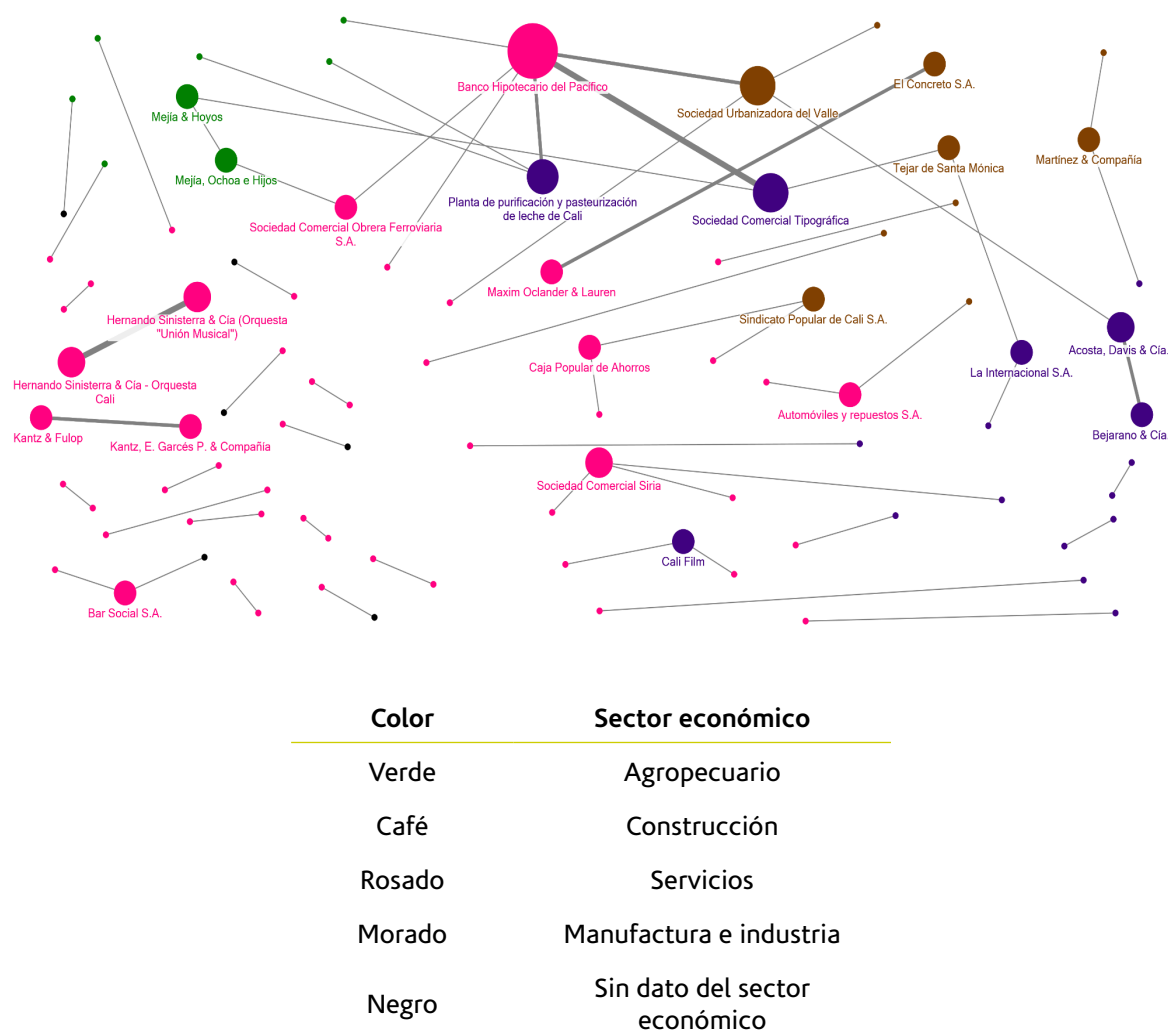 Banco Hipotecario del Pacífico
El Concreto S.A.
Sociedad Urbanizadora del Valle
Mejía & Hoyos
Martínez & Compañía
Tejar de Santa Mónica
Mejía, Ochoa e Hijos
Planta de purificación y pasteurización
de leche de Cali
Sociedad Comercial Tipográfica
Sociedad Comercial Obrera Ferroviaria
S.A.
Maxim Oclander & Lauren
Hernando Sinisterra & Cía (Orquesta
"Unión Musical")
Sindicato Popular de Cali S.A.
Acosta, Davis & Cía.
Caja Popular de Ahorros
La Internacional S.A.
Hernando Sinisterra & Cía - Orquesta
Cali
Automóviles y repuestos S.A.
Kantz & Fulop
Kantz, E. Garcés P. & Compañía
Bejarano & Cía.
Sociedad Comercial Siria
Cali Film
Bar Social S.A.
Color Sector económico
Verde Agropecuario
Café Construcción
Rosado Servicios
Morado Manufactura e industria
Negro Sin dato del sector
económico